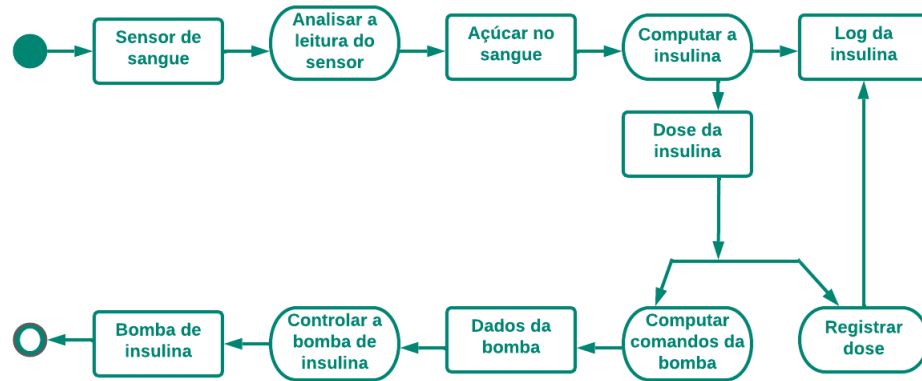 Sensor de
sangue
Analisar a
leitura do
sensor
Açúcar no
sangue
Computar a
insulina
Log da
insulina
Dose da
insulina
Bomba de
insulina
Controlar a
bomba de
insulina
Dados da
bomba
Computar
comandos da
bomba
Registrar
dose